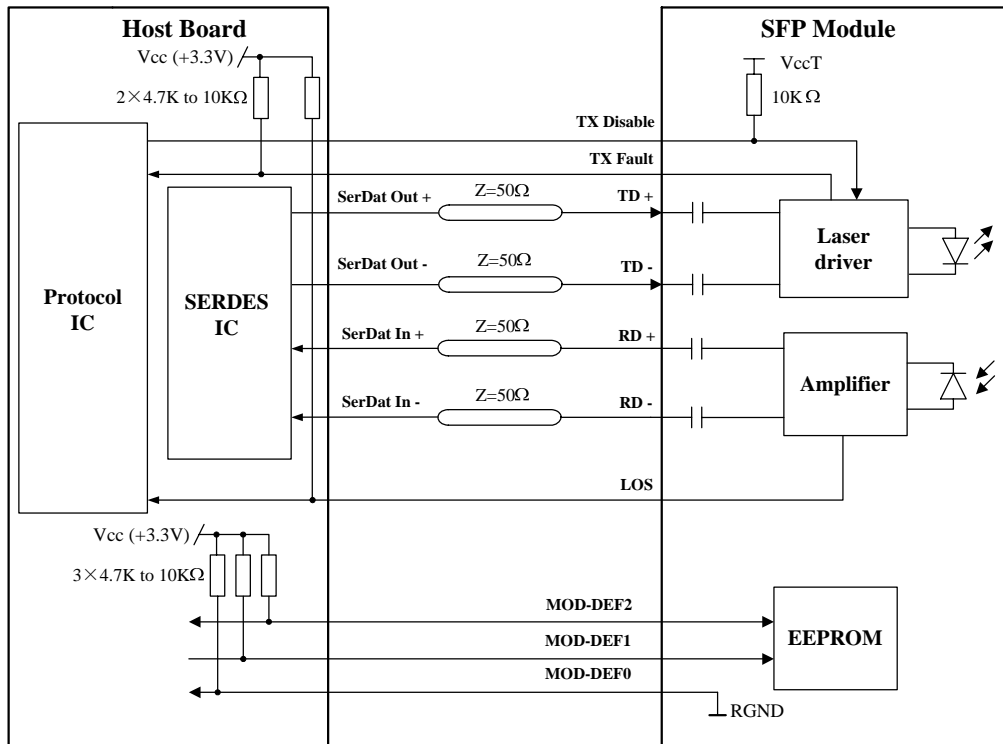 Host Board
SFP Module
Vcc (+3.3V)
VccT
2×4.7K to 10KΩ
10KΩ
TX Disable
TX Fault
SerDat Out +
Z=50Ω
TD +
Laser
driver
SerDat Out -
Z=50Ω
TD -
Protocol
IC
SERDES
IC
SerDat In +
Z=50Ω
RD +
Amplifier
SerDat In -
Z=50Ω
RD -
LOS
Vcc (+3.3V)
3×4.7K to 10KΩ
MOD-DEF2
EEPROM
MOD-DEF1
MOD-DEF0
RGND